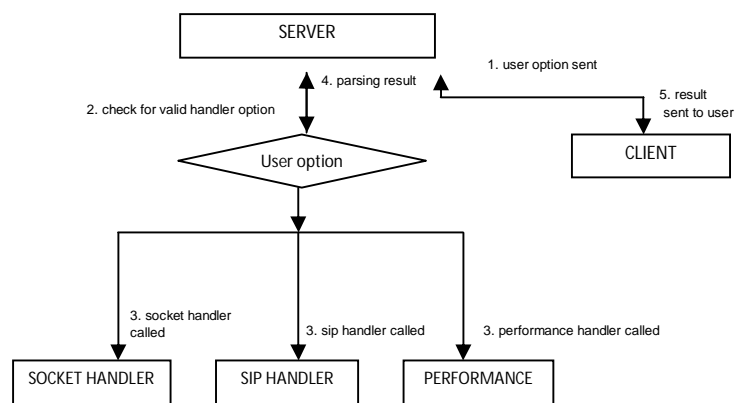 SERVER
1. user option sent
4. parsing result
5. result
sent to user
2. check for valid handler option
CLIENT
User option
3. socket handler
called
3. sip handler called
3. performance handler called
SOCKET HANDLER
SIP HANDLER
PERFORMANCE